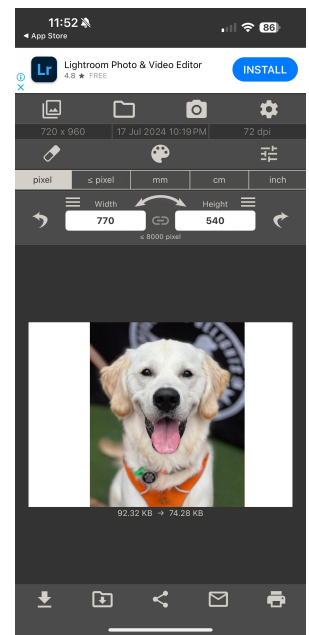 11:52
86
App Store
Lr
Lightroom Photo & Video Editor
4.8 ★ FREE
INSTALL
720 x 960
17 Jul 2024 10:19 PM
72 dpi
pixel
≤ pixel
mm
cm
inch
Width
Height
770
540
≤ 8000 pixel
92.32 KB → 74.28 KB